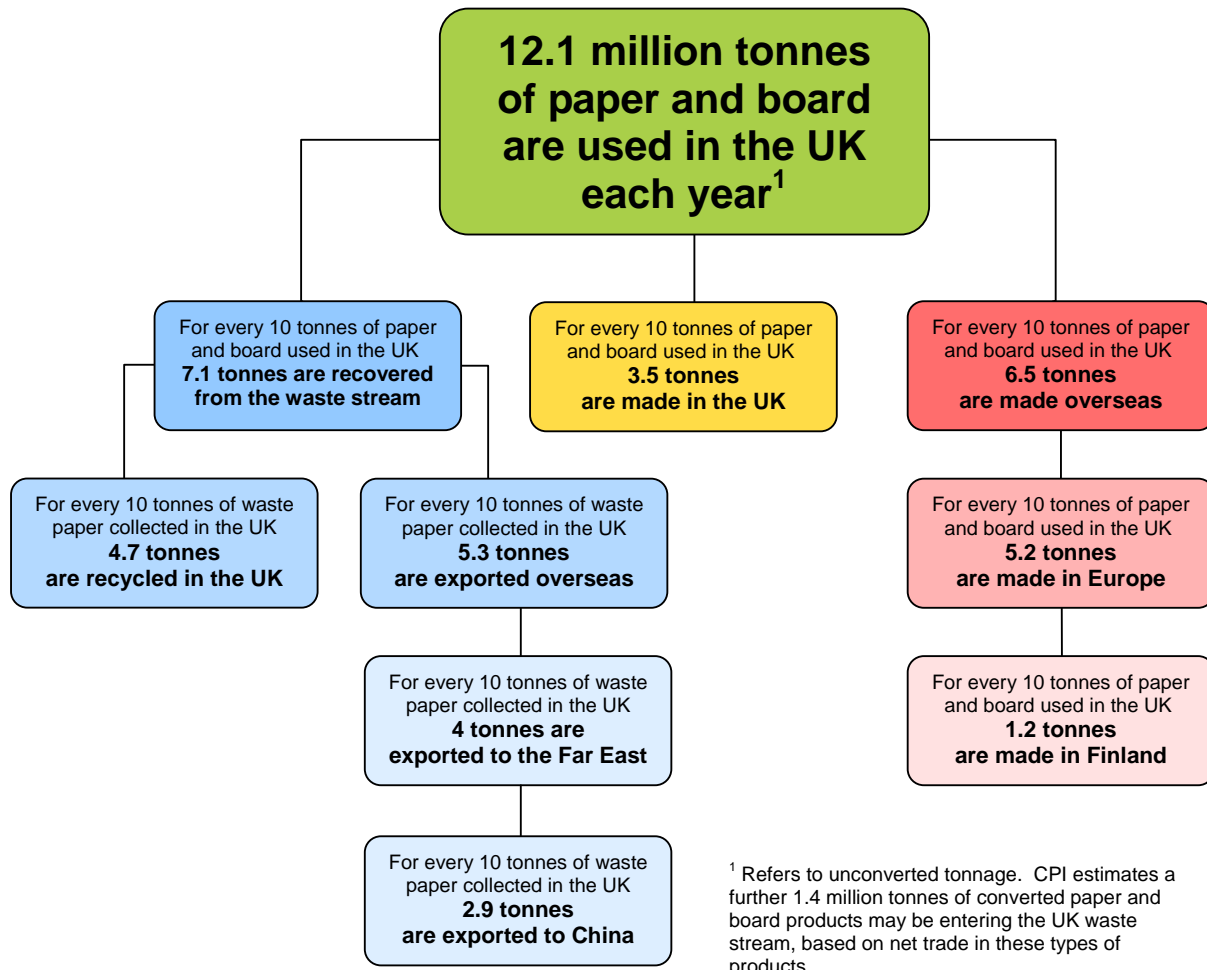 12.1 million tonnes
of paper and board
are used in the UK
each year1
For every 10 tonnes of paper
and board used in the UK
7.1 tonnes are recovered
from the waste stream
For every 10 tonnes of paper
and board used in the UK
3.5 tonnes
are made in the UK
For every 10 tonnes of paper
and board used in the UK
6.5 tonnes
are made overseas
For every 10 tonnes of waste
paper collected in the UK
4.7 tonnes
are recycled in the UK
For every 10 tonnes of waste
paper collected in the UK
5.3 tonnes
are exported overseas
For every 10 tonnes of paper
and board used in the UK
5.2 tonnes
are made in Europe
For every 10 tonnes of waste
paper collected in the UK
4 tonnes are
exported to the Far East
For every 10 tonnes of paper
and board used in the UK
1.2 tonnes
are made in Finland
For every 10 tonnes of waste
paper collected in the UK
2.9 tonnes
are exported to China
1 Refers to unconverted tonnage. CPI estimates a
further 1.4 million tonnes of converted paper and
board products may be entering the UK waste
stream, based on net trade in these types of
products